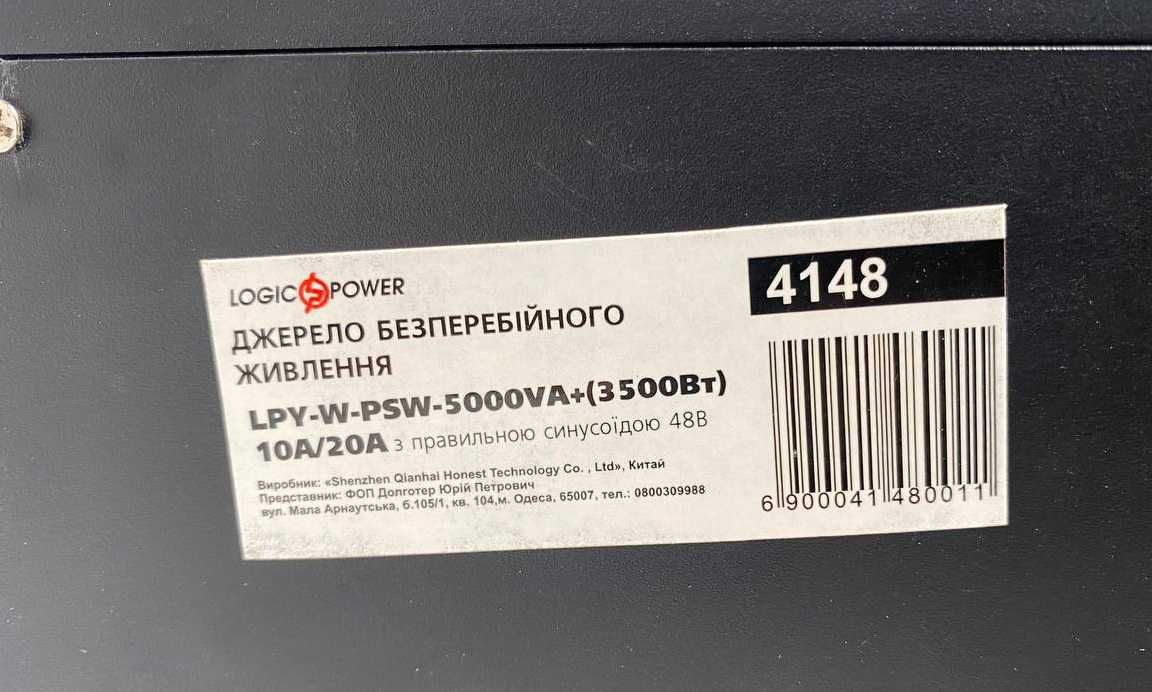 LOGIC POWER
ДЖЕРЕЛО БЕЗПЕРЕБІЙНОГО
ЖИВЛЕННЯ
LPY-W-PSW-5000VA+(3500Вт)
10A/20A з правильною синусоїдою 48В
Виробник: «Shenzhen Qianhai Honest Technology Co. , Ltd», Китай
Представник: ФОП Долготер Юрій Петрович
вул. Мала Арнаутська, б.105/1, кв. 104,м. Одеса, 65007, тел.: 0800309988
4148
6 900041 480011